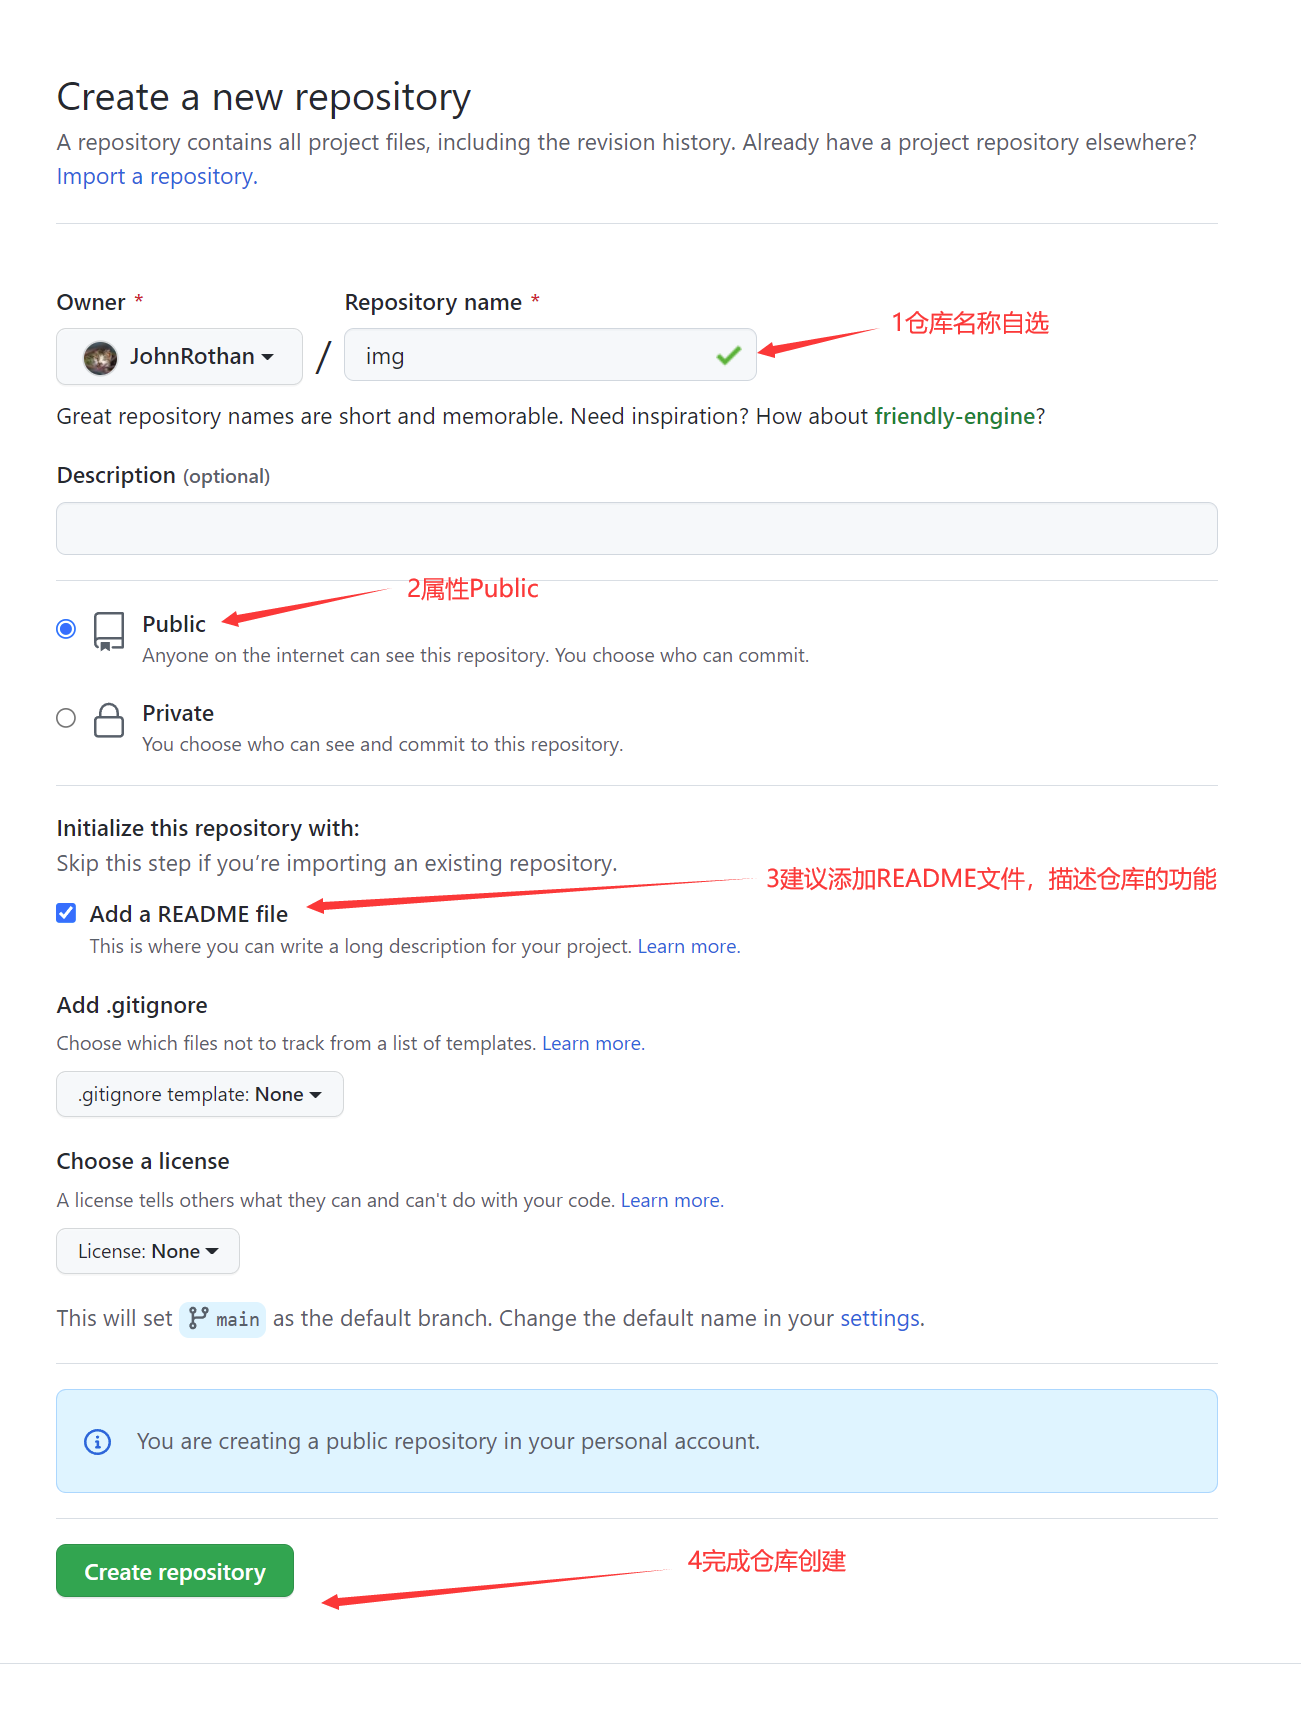 Create a new repository
A repository contains all project files, including the revision history. Already have a project repository elsewhere?
Import a repository.
Owner * Repository name *
1仓库名称自选
JohnRothan / img
Great repository names are short and memorable. Need inspiration? How about friendly-engine?
Description (optional)
2属性Public
Public
Anyone on the internet can see this repository. You choose who can commit.
Private
You choose who can see and commit to this repository.
Initialize this repository with:
Skip this step if you’re importing an existing repository.
3建议添加README文件，描述仓库的功能
Add a README file
This is where you can write a long description for your project. Learn more.
Add .gitignore
Choose which files not to track from a list of templates. Learn more.
.gitignore template: None
Choose a license
A license tells others what they can and can't do with your code. Learn more.
License: None
This will set main as the default branch. Change the default name in your settings.
You are creating a public repository in your personal account.
4完成仓库创建
Create repository